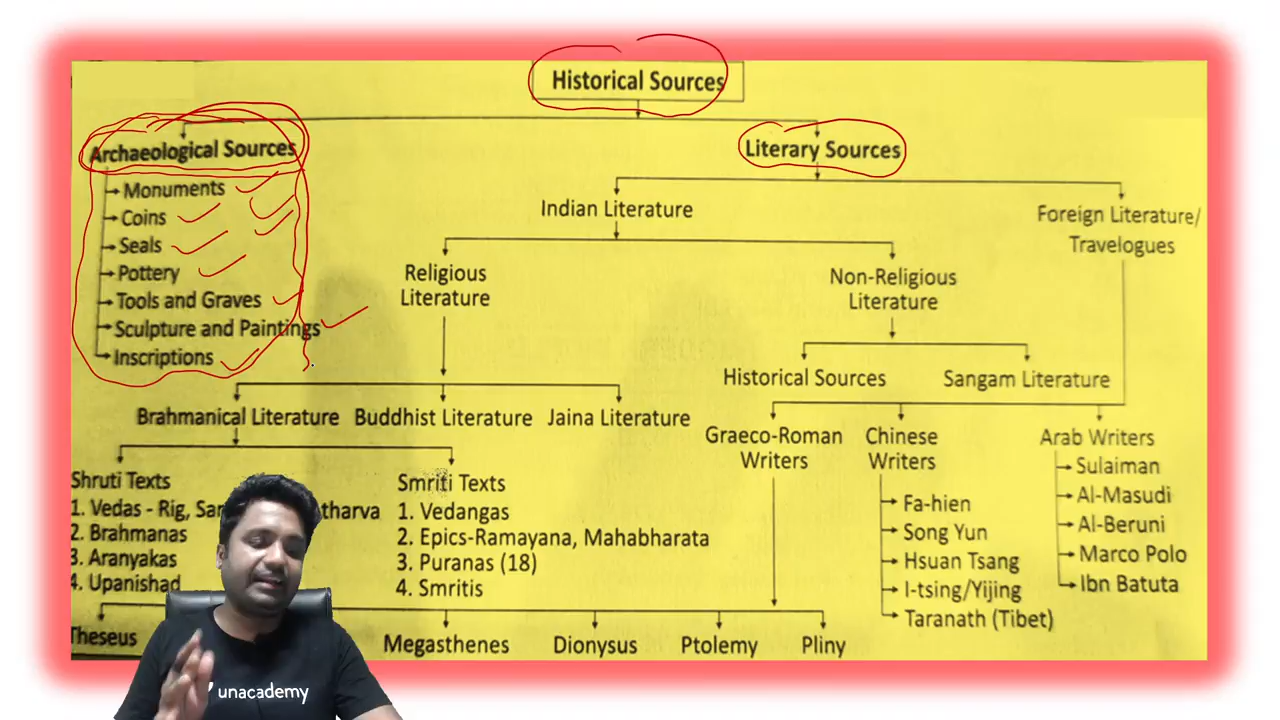 Historical Sources
Archaeological Sources
Literary Sources
Monuments
Coins
Seals
Pottery
Tools and Graves
Sculpture and Paintings
Inscriptions
Indian Literature
Foreign Literature/
Travelogues
Religious
Literature
Non-Religious
Literature
Historical Sources
Sangam Literature
Brahmanical Literature
Buddhist Literature
Jaina Literature
Shruti Texts
1. Vedas - Rig,
2. Brahmanas
3. Aranyakas
4. Upanishad
Smriti Texts
1. Vedangas
2. Epics-Ramayana, Mahabharata
3. Puranas (18)
4. Smritis
Graeco-Roman
Writers
Chinese
Writers
Fa-hien
Song Yun
Hsuan Tsang
I-tsing/Yijing
Taranath (Tibet)
Arab Writers
Sulaiman
Al-Masudi
Al-Beruni
Marco Polo
Ibn Batuta
Theseus
Megasthenes
Dionysus
Ptolemy
Pliny
unacademy